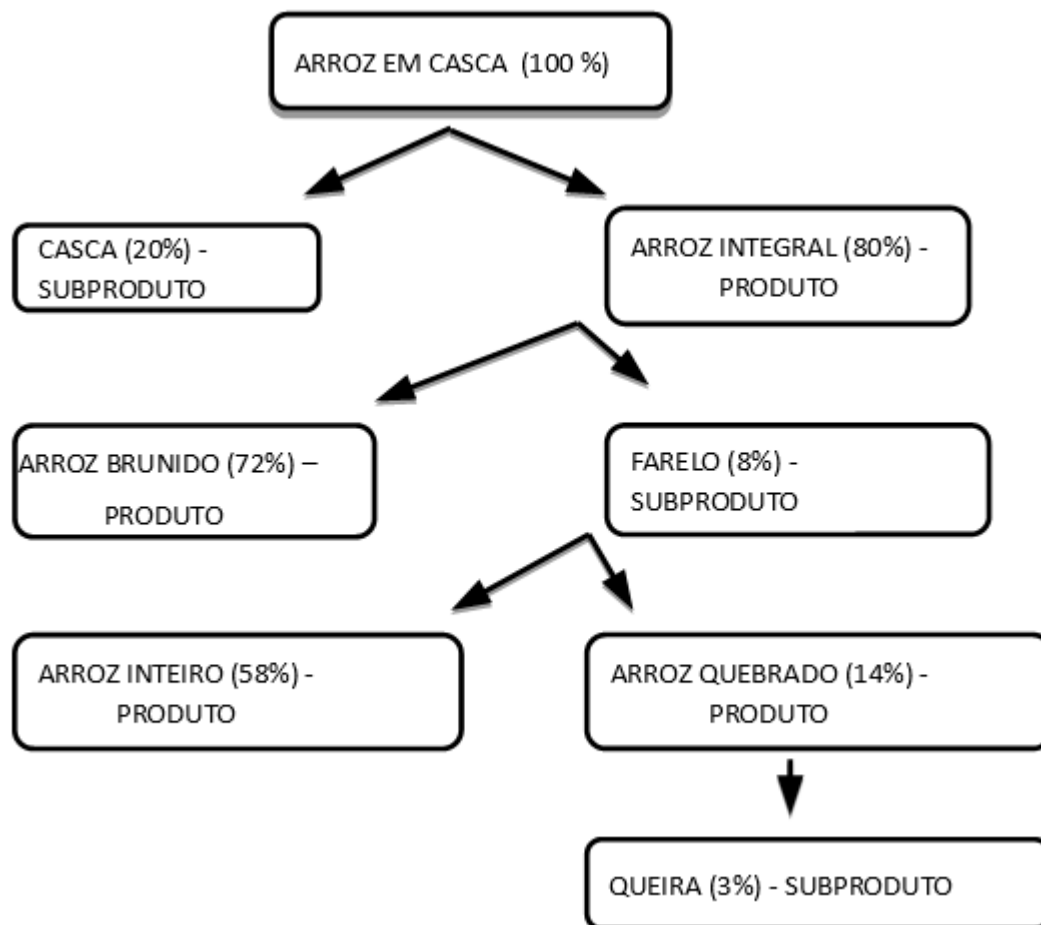 ARROZ EM CASCA (100 %)
CASCA (20%) -
SUBPRODUTO
ARROZ INTEGRAL (80%) -
PRODUTO
ARROZ BRUNIDO (72%) –
PRODUTO
FARELO (8%) -
SUBPRODUTO
ARROZ INTEIRO (58%) -
PRODUTO
ARROZ QUEBRADO (14%) -
PRODUTO
QUEIRA (3%) - SUBPRODUTO